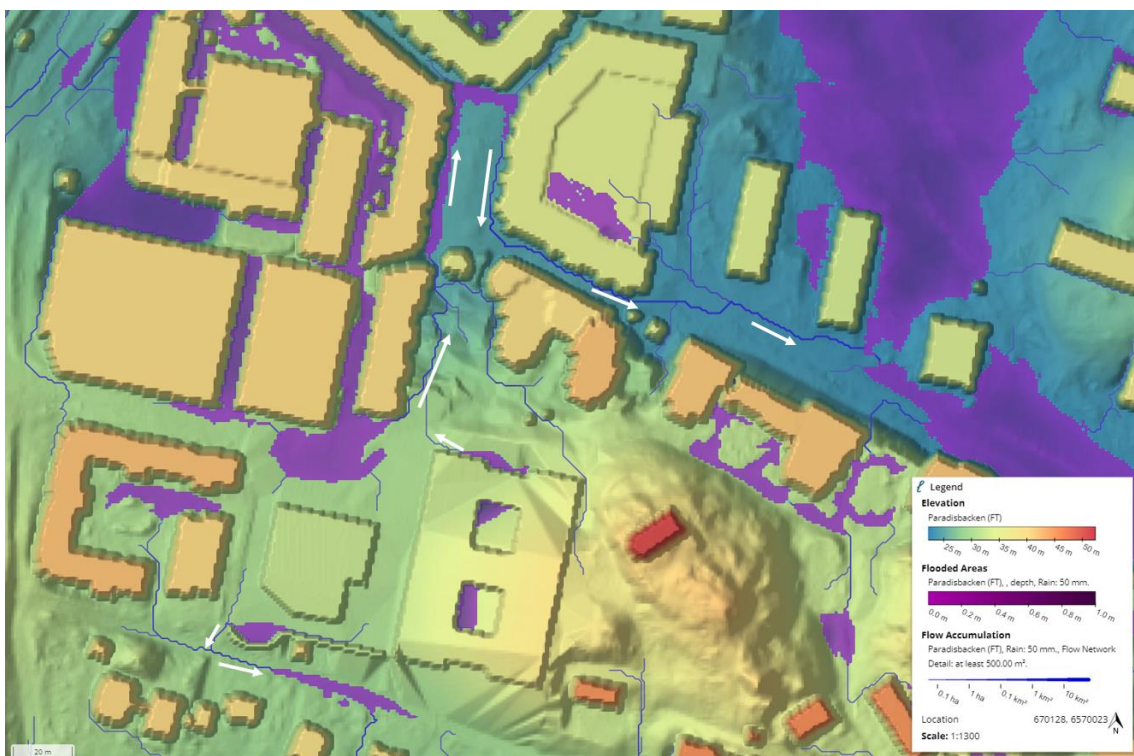 Legend
Elevation
Paradisbacken (FT)
25 m 30 m 35 m 40 m 45 m 50 m
Flooded Areas
Paradisbacken (FT), , depth, Rain: 50 mm.
0.0 m 0.2 m 0.4 m 0.6 m 0.8 m 1.0 m
Flow Accumulation
Paradisbacken (FT), Rain: 50 mm., Flow Network
Detail: at least 500.00 m².
0.1 ha 1 ha 0.1 km² 1 km² 10 km²
Location 670128, 6570023
Scale: 1:1300
N
20 m